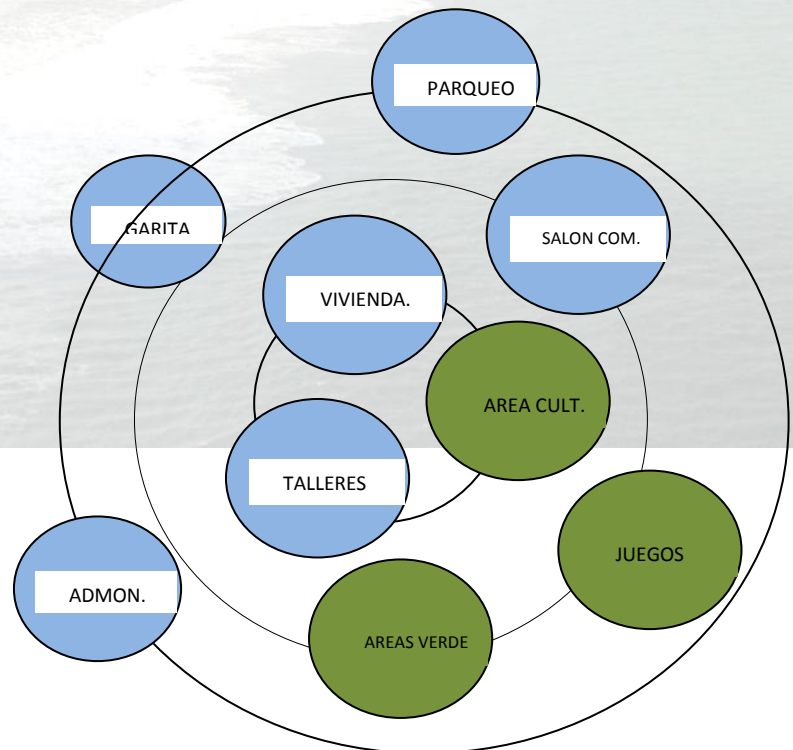 PARQUEO
GARITA
SALON COM.
VIVIENDA.
AREA CULT.
TALLERES
JUEGOS
ADMON.
AREAS VERDE